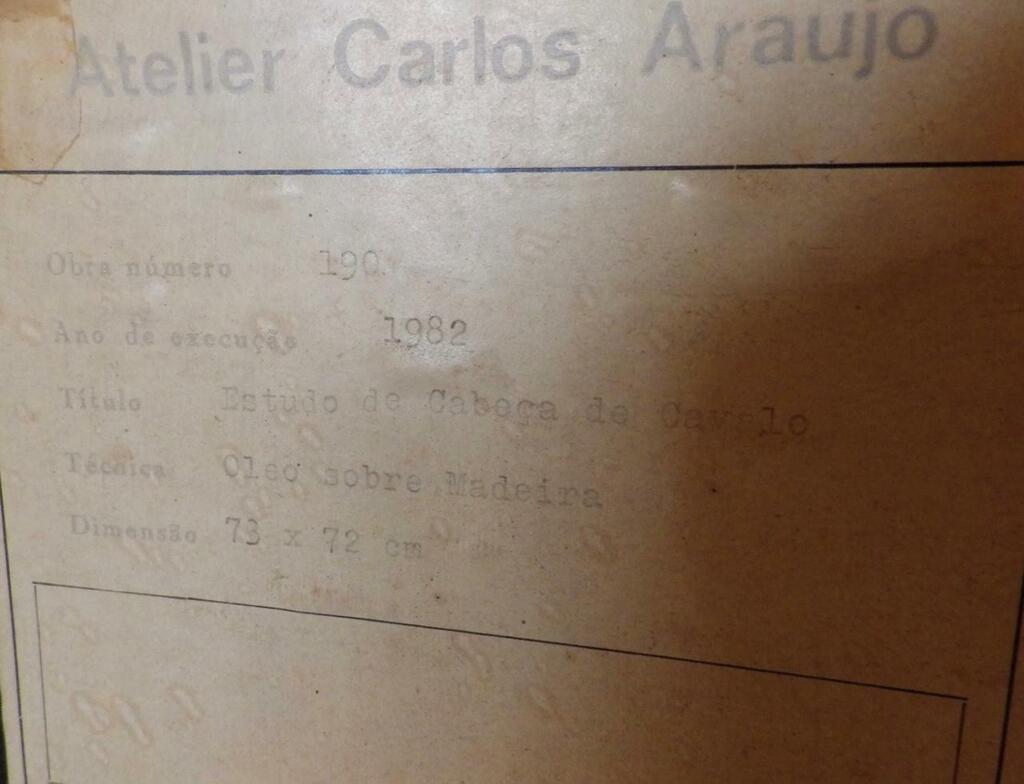 Atelier Carlos Araujo
Obra número 190
Ano de execução 1982
Título Estudo de Cabeça de Cavalo
Técnica Oleo sobre Madeira
Dimensão 73 x 72 cm